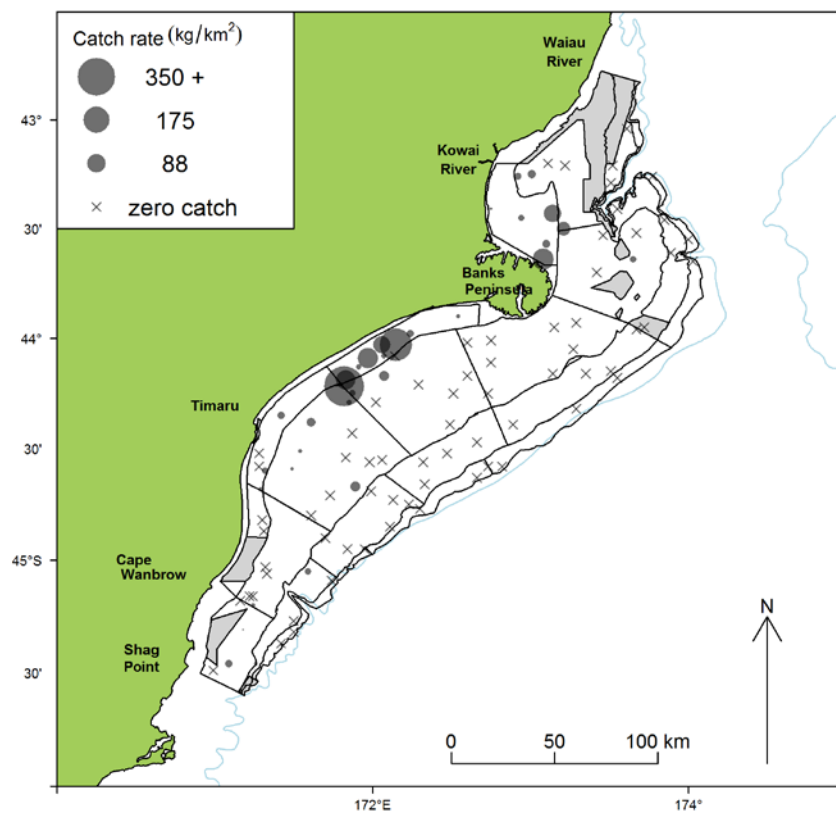 Catch rate (kg/km²)
350 +
175
88
× zero catch
Waiau
River
43°
Kowai
River
30'
Banks
Peninsula
44°
Timaru
30'
45°S
Cape
Wanbrow
N
Shag
Point
30'
0 50 100 km
172°E 174°